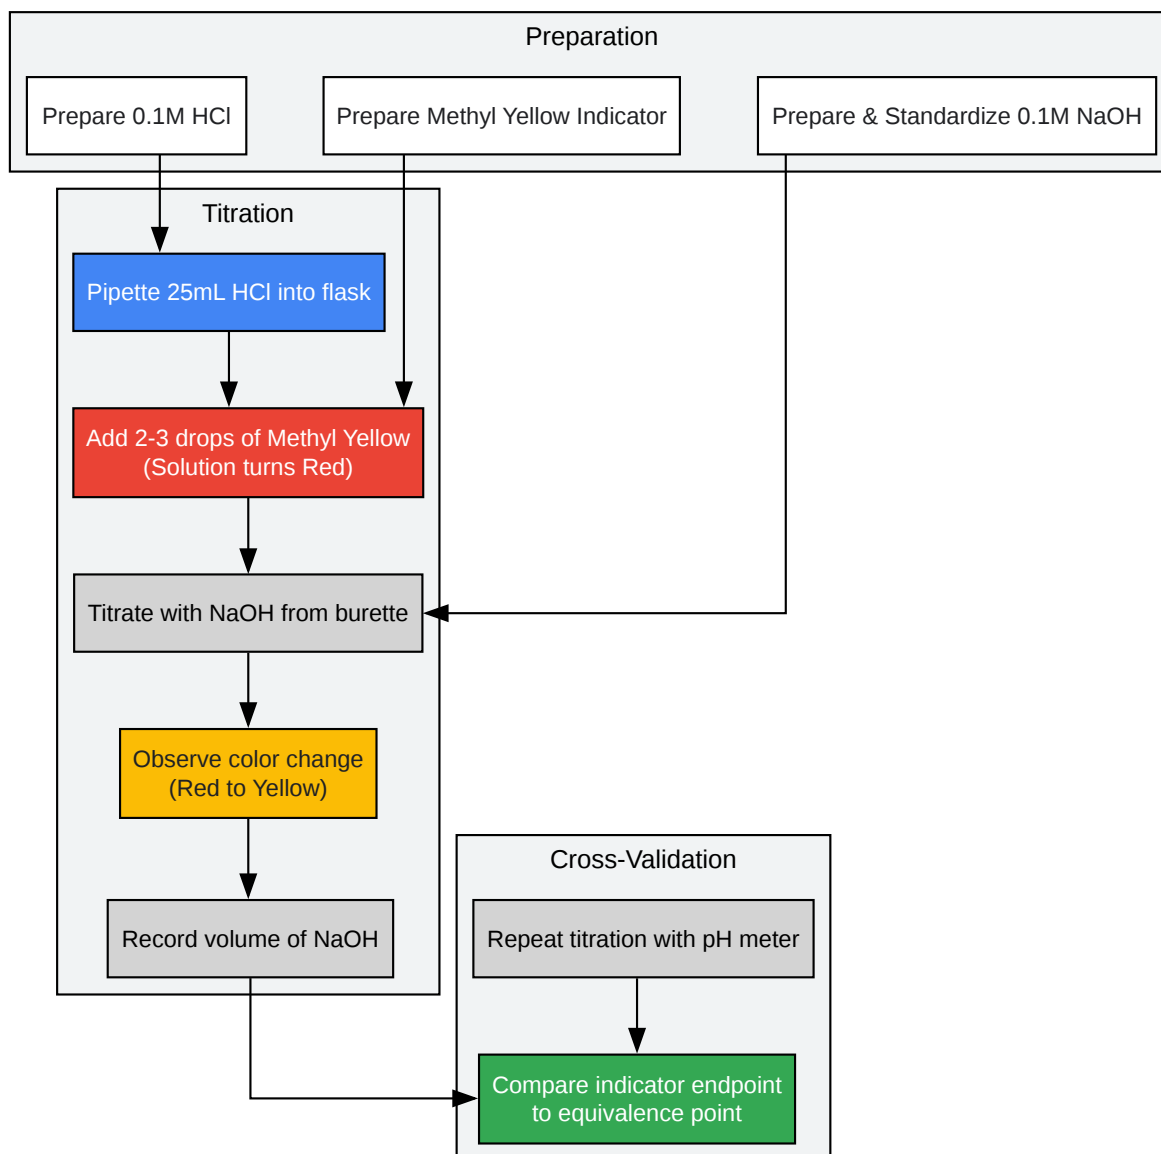 Preparation
Prepare 0.1M HCl
Prepare Methyl Yellow Indicator
Prepare & Standardize 0.1M NaOH
Titration
Pipette 25mL HCl into flask
Add 2-3 drops of Methyl Yellow
(Solution turns Red)
Titrate with NaOH from burette
Observe color change
(Red to Yellow)
Record volume of NaOH
Cross-Validation
Repeat titration with pH meter
Compare indicator endpoint
to equivalence point